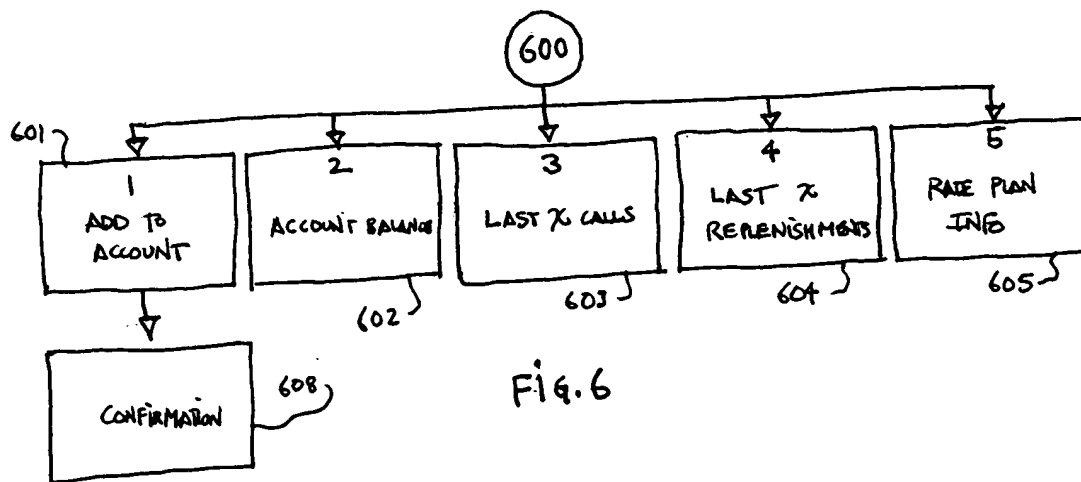 600
601
1
ADD TO
ACCOUNT
2
ACCOUNT BALANCE
602
3
LAST X CALLS
603
4
LAST X
REPLENISHMENTS
604
5
RATE PLAN
INFO
605
CONFIRMATION
608
FIG. 6